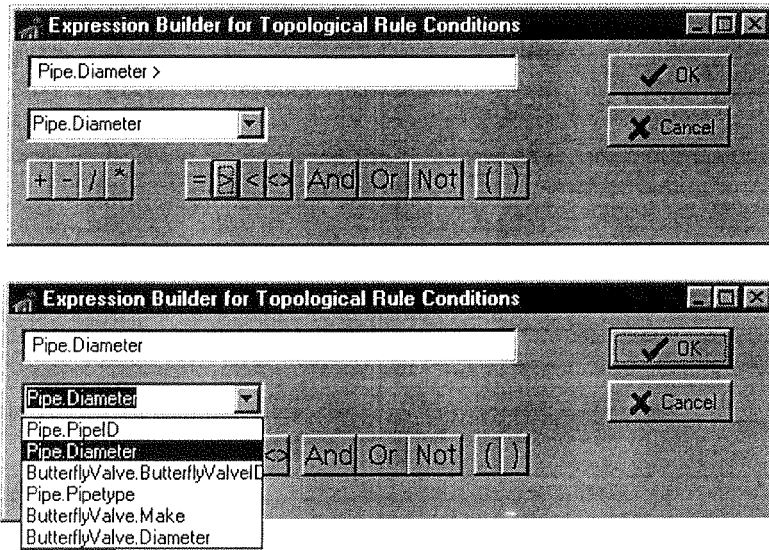 Expression Builder for Topological Rule Conditions
Pipe.Diameter >
OK
Pipe.Diameter
Cancel
+ - / * = > < <> And Or Not ( )
Expression Builder for Topological Rule Conditions
Pipe.Diameter
OK
Pipe.Diameter
Cancel
Pipe.PipeID
Pipe.Diameter
<> And Or Not ( )
ButterflyValve.ButterflyValveID
Pipe.Pipetype
ButterflyValve.Make
ButterflyValve.Diameter